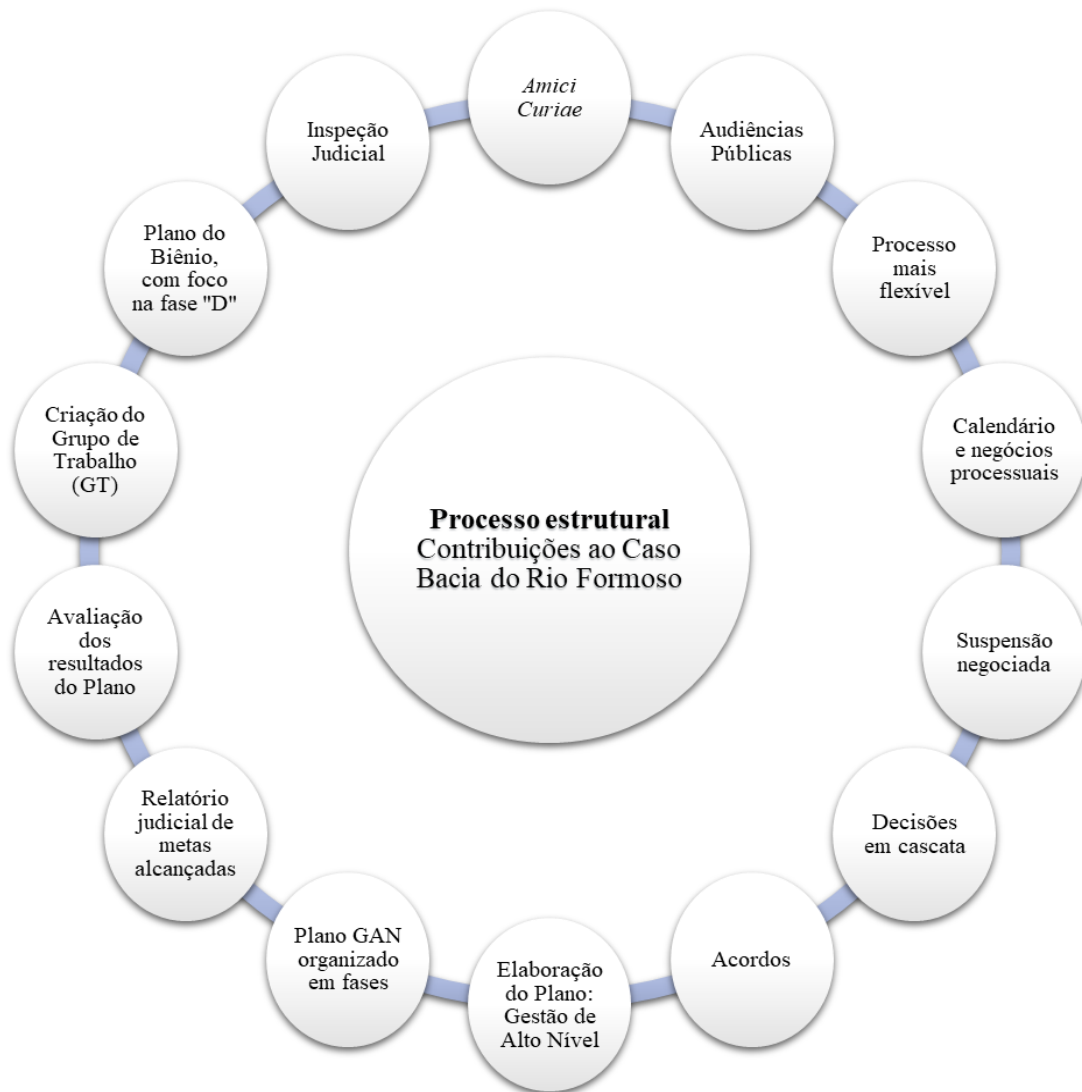 Amici
Curiae
Audiências
Públicas
Processo
mais
flexível
Calendário
e negócios
processuais
Suspensão
negociada
Decisões
em cascata
Acordos
Elaboração
do Plano:
Gestão de
Alto Nível
Plano GAN
organizado
em fases
Relatório
judicial de
metas
alcançadas
Avaliação
dos
resultados
do Plano
Criação do
Grupo de
Trabalho
(GT)
Plano do
Biênio,
com foco
na fase "D"
Inspeção
Judicial
Processo estrutural
Contribuições ao Caso
Bacia do Rio Formoso